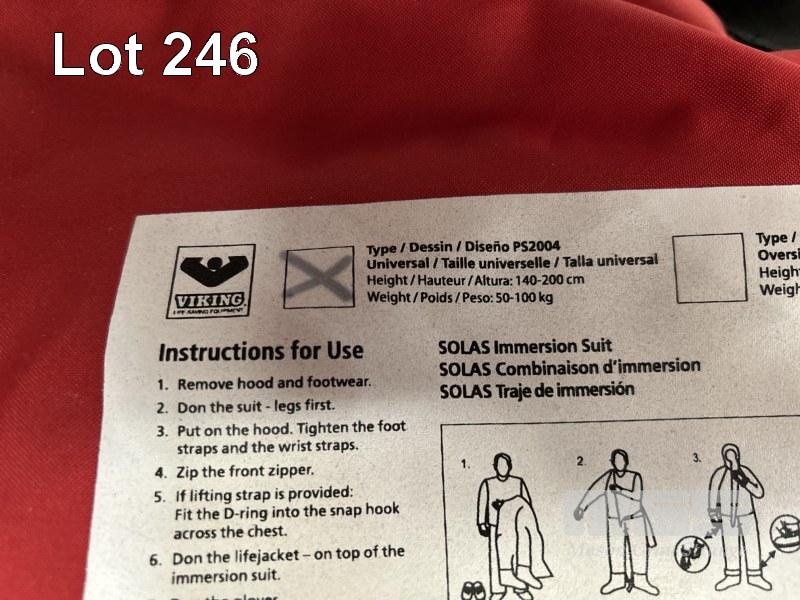 Lot 246
VIKING
LIFE-SAVING EQUIPMENT
Type / Dessin / Diseño PS2004
Universal / Taille universelle / Talla universal
Height / Hauteur / Altura: 140-200 cm
Weight / Poids / Peso: 50-100 kg
Type /
Oversi
Heigh
Weigh
Instructions for Use
1. Remove hood and footwear.
2. Don the suit - legs first.
3. Put on the hood. Tighten the foot
straps and the wrist straps.
4. Zip the front zipper.
5. If lifting strap is provided:
Fit the D-ring into the snap hook
across the chest.
6. Don the lifejacket – on top of the
immersion suit.
SOLAS Immersion Suit
SOLAS Combinaison d'immersion
SOLAS Traje de immersión
1.
2.
3.